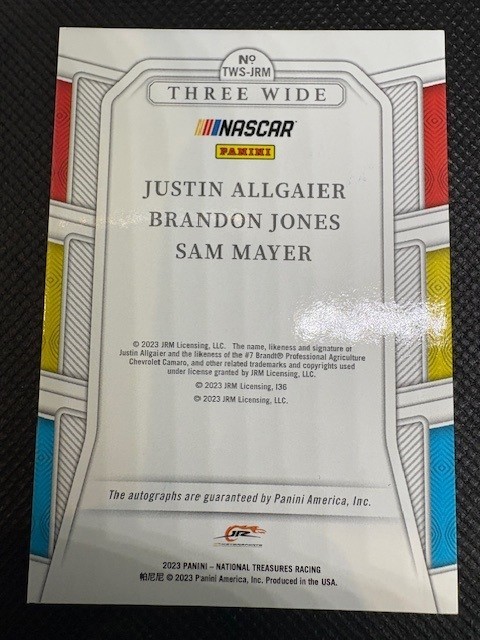 Nº
TWS-JRM
THREE WIDE
NASCAR
PANINI
JUSTIN ALLGAIER
BRANDON JONES
SAM MAYER
© 2023 JRM Licensing, LLC. The name, likeness and signature of
Justin Allgaier and the likeness of the #7 Brandt® Professional Agriculture
Chevrolet Camaro, and other related trademarks and copyrights used
under license granted by JRM Licensing, LLC.
© 2023 JRM Licensing, 136
© 2023 JRM Licensing, LLC.
The autographs are guaranteed by Panini America, Inc.
JR
2023 PANINI – NATIONAL TREASURES RACING
帕尼尼 © 2023 Panini America, Inc. Produced in the USA.